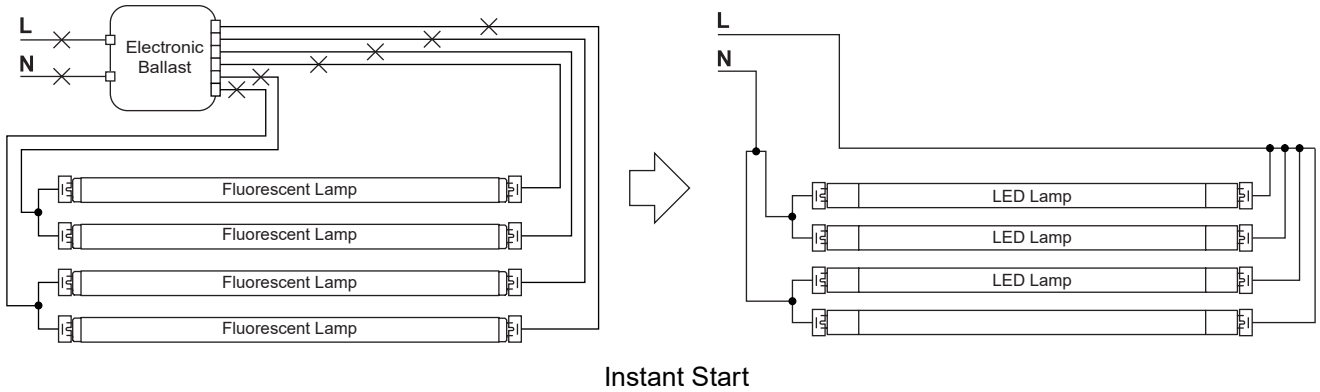 L
N
Electronic
Ballast
Fluorescent Lamp
Fluorescent Lamp
Fluorescent Lamp
Fluorescent Lamp
L
N
LED Lamp
LED Lamp
LED Lamp
Instant Start